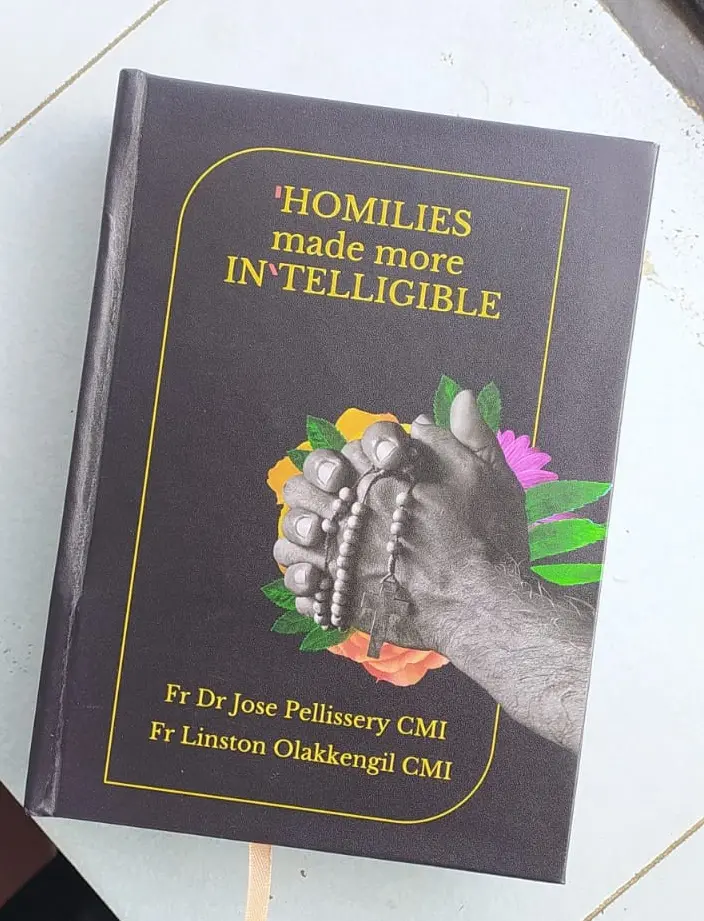 'HOMILIES
made more
IN`TELLIGIBLE
Fr Dr Jose Pellissery CMI
Fr Linston Olakkengil CMI